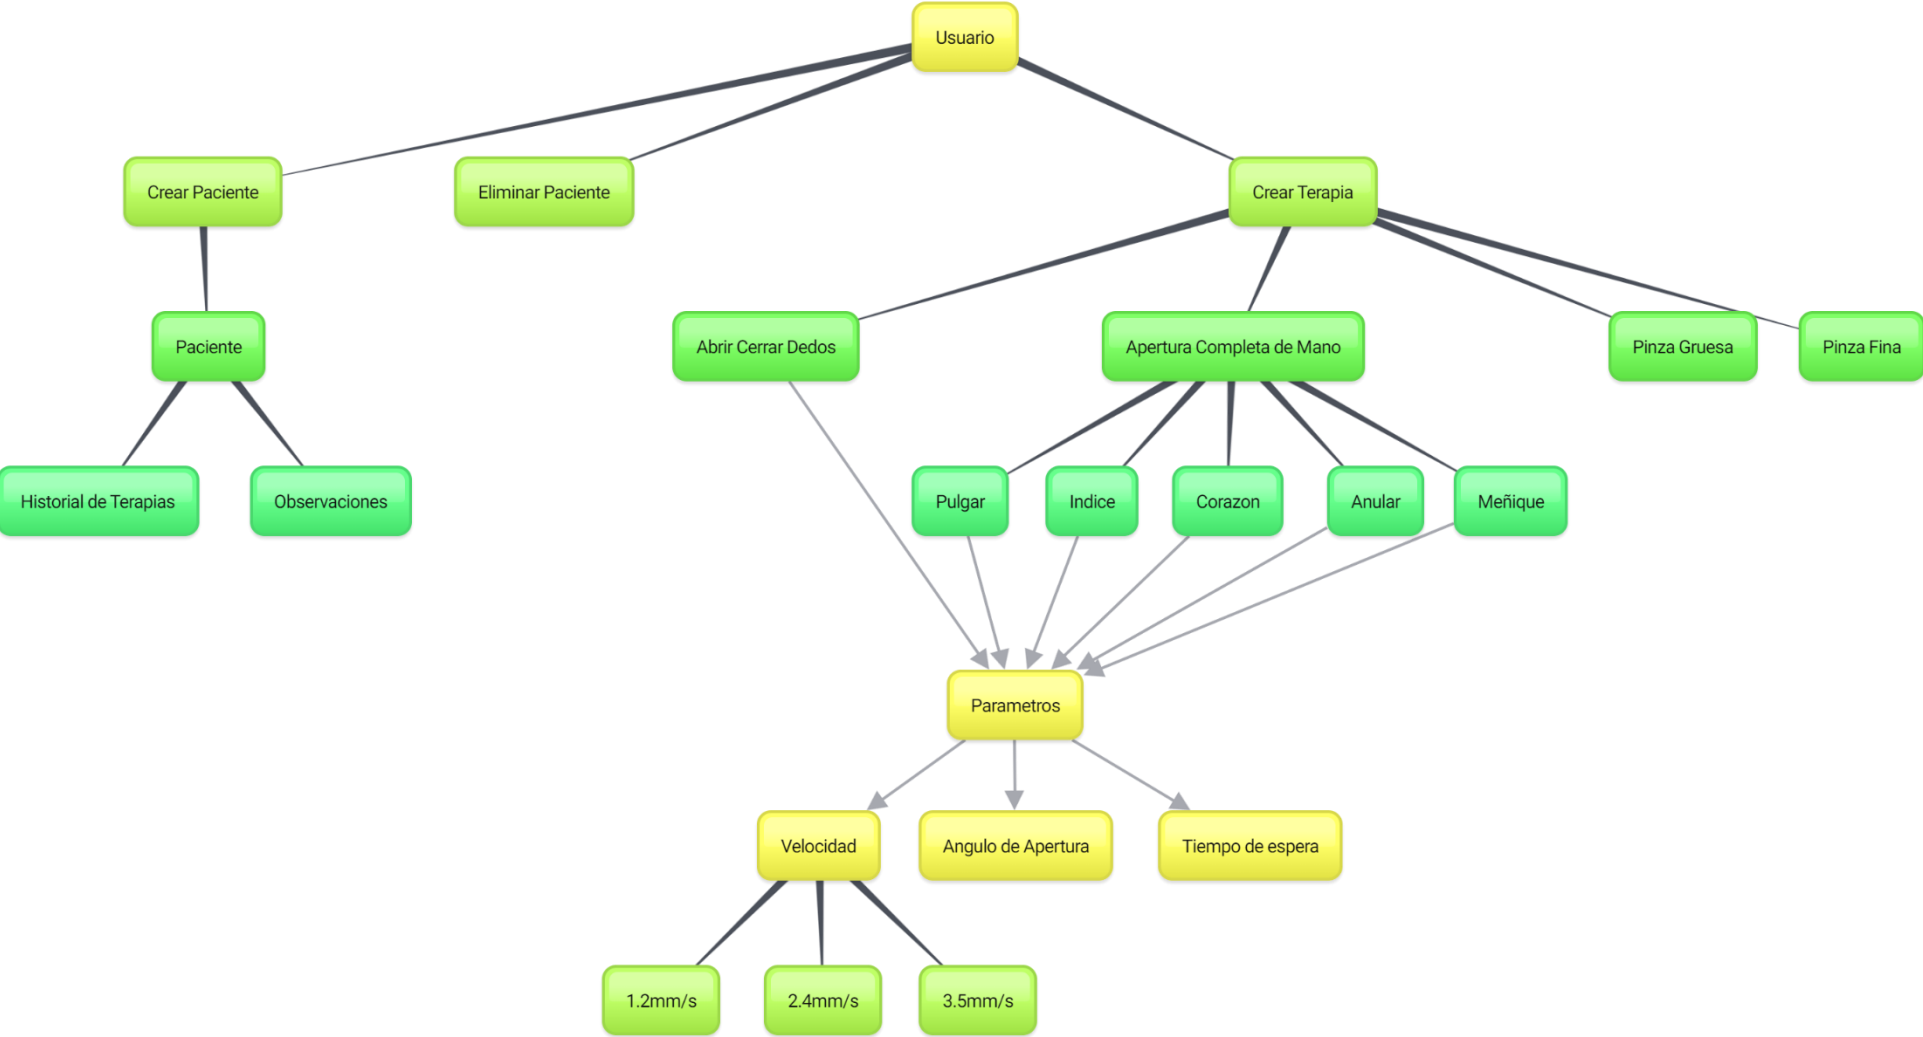 Usuario
Crear Paciente
Eliminar Paciente
Crear Terapia
Paciente
Abrir Cerrar Dedos
Apertura Completa de Mano
Pinza Gruesa
Pinza Fina
Historial de Terapias
Observaciones
Pulgar
Indice
Corazon
Anular
Meñique
Parametros
Velocidad
Angulo de Apertura
Tiempo de espera
1.2mm/s
2.4mm/s
3.5mm/s